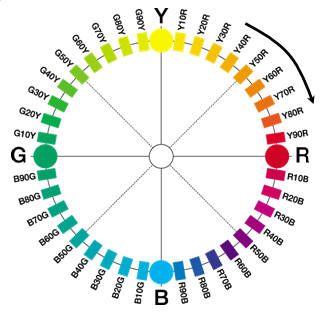 Y
Y10R
Y20R
Y30R
Y40R
Y50R
Y60R
Y70R
Y80R
Y90R
R
R10B
R20B
R30B
R40B
R50B
R60B
R70B
R80B
R90B
B
B10G
B20G
B30G
B40G
B50G
B60G
B70G
B80G
B90G
G
G10Y
G20Y
G30Y
G40Y
G50Y
G60Y
G70Y
G80Y
G90Y